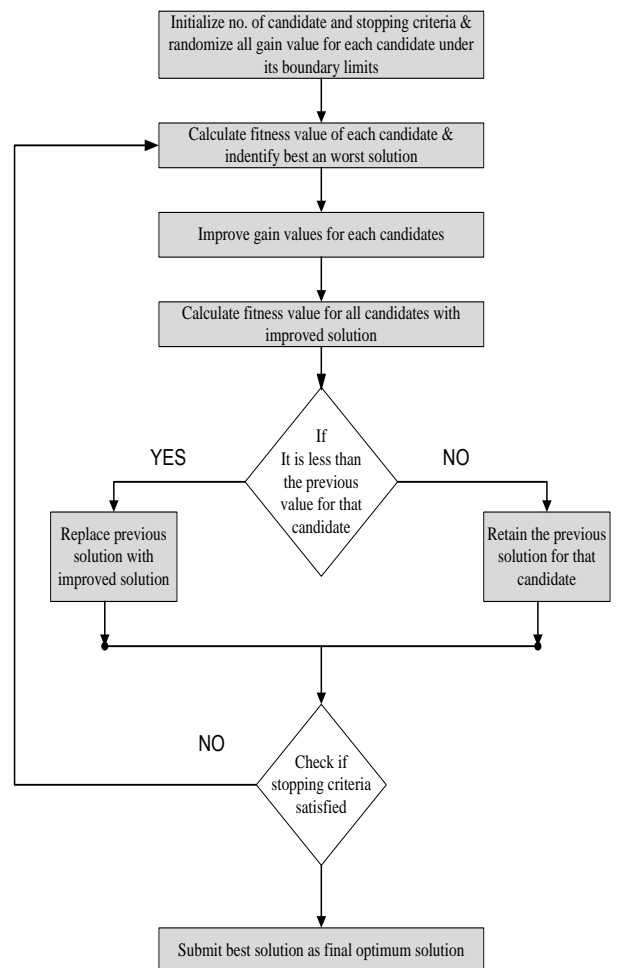 Initialize no. of candidate and stopping criteria &
randomize all gain value for each candidate under
its boundary limits
Calculate fitness value of each candidate &
indentify best an worst solution
Improve gain values for each candidates
Calculate fitness value for all candidates with
improved solution
If
It is less than
the previous
value for that
candidate
YES
NO
Replace previous
solution with
improved solution
Retain the previous
solution for that
candidate
NO
Check if
stopping criteria
satisfied
Submit best solution as final optimum solution